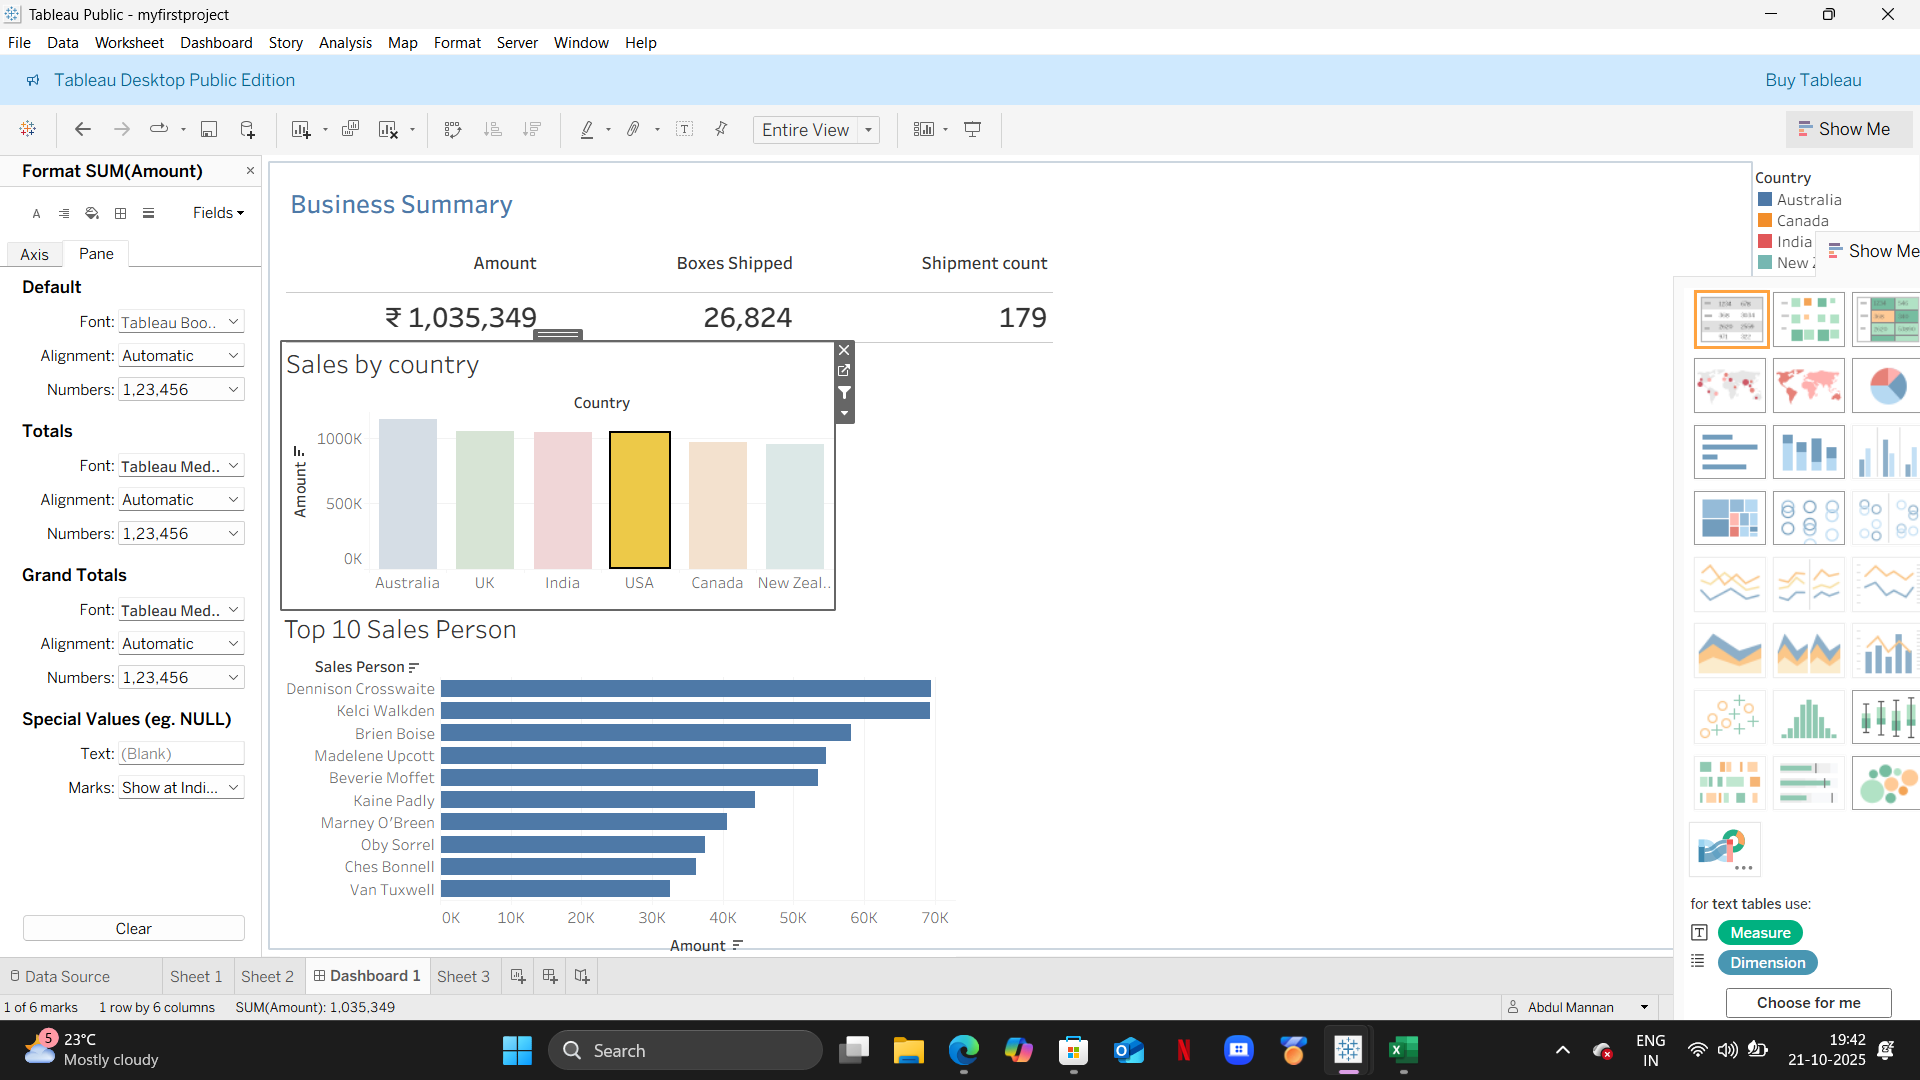 Tableau Public - myfirstproject
File Data Worksheet Dashboard Story Analysis Map Format Server Window Help
Tableau Desktop Public Edition
Buy Tableau
Entire View
Show Me
Format SUM(Amount)
Fields
Axis Pane
Default
Font: Tableau Boo..
Alignment: Automatic
Numbers: 1,23,456
Totals
Font: Tableau Med..
Alignment: Automatic
Numbers: 1,23,456
Grand Totals
Font: Tableau Med..
Alignment: Automatic
Numbers: 1,23,456
Special Values (eg. NULL)
Text: (Blank)
Marks: Show at Indi...
Clear
Business Summary
Amount Boxes Shipped Shipment count
₹ 1,035,349 26,824 179
Sales by country
Country
Amount
1000K
500K
0K
Australia UK India USA Canada New Zeal..
Top 10 Sales Person
Sales Person
Dennison Crosswaite
Kelci Walkden
Brien Boise
Madelene Upcott
Beverie Moffet
Kaine Padly
Marney O’Breen
Oby Sorrel
Ches Bonnell
Van Tuxwell
0K 10K 20K 30K 40K 50K 60K 70K
Amount
Country
Australia
Canada
India
New
Show Me
for text tables use:
Measure
Dimension
Choose for me
Data Source Sheet 1 Sheet 2 Dashboard 1 Sheet 3
1 of 6 marks 1 row by 6 columns SUM(Amount): 1,035,349
Abdul Mannan
5
23°C
Mostly cloudy
Search
ENG
IN
19:42
21-10-2025